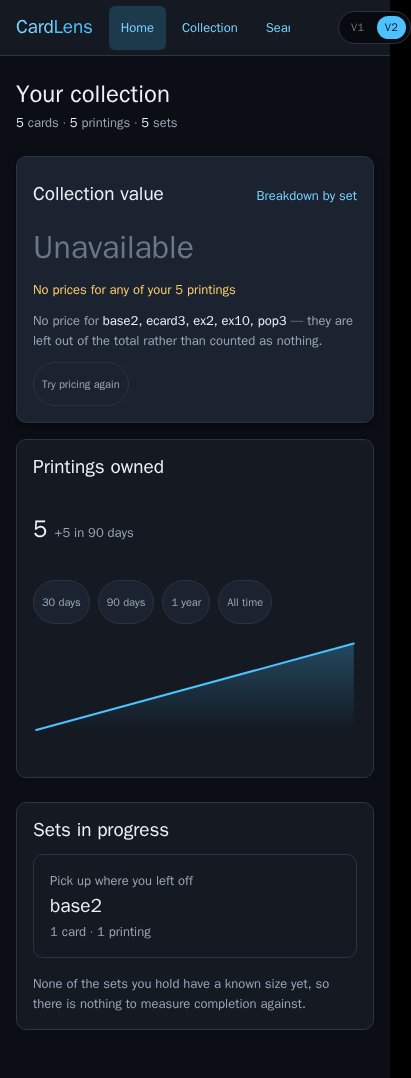 CardLens Home Collection V1 V2
Your collection
5 cards · 5 printings · 5 sets
Collection value Breakdown by set
Unavailable
No prices for any of your 5 printings
No price for base2, ecard3, ex2, ex10, pop3 — they are
left out of the total rather than counted as nothing.
Try pricing again
Printings owned
5 +5 in 90 days
30 days 90 days 1 year All time
Sets in progress
Pick up where you left off
base2
1 card · 1 printing
None of the sets you hold have a known size yet, so
there is nothing to measure completion against.